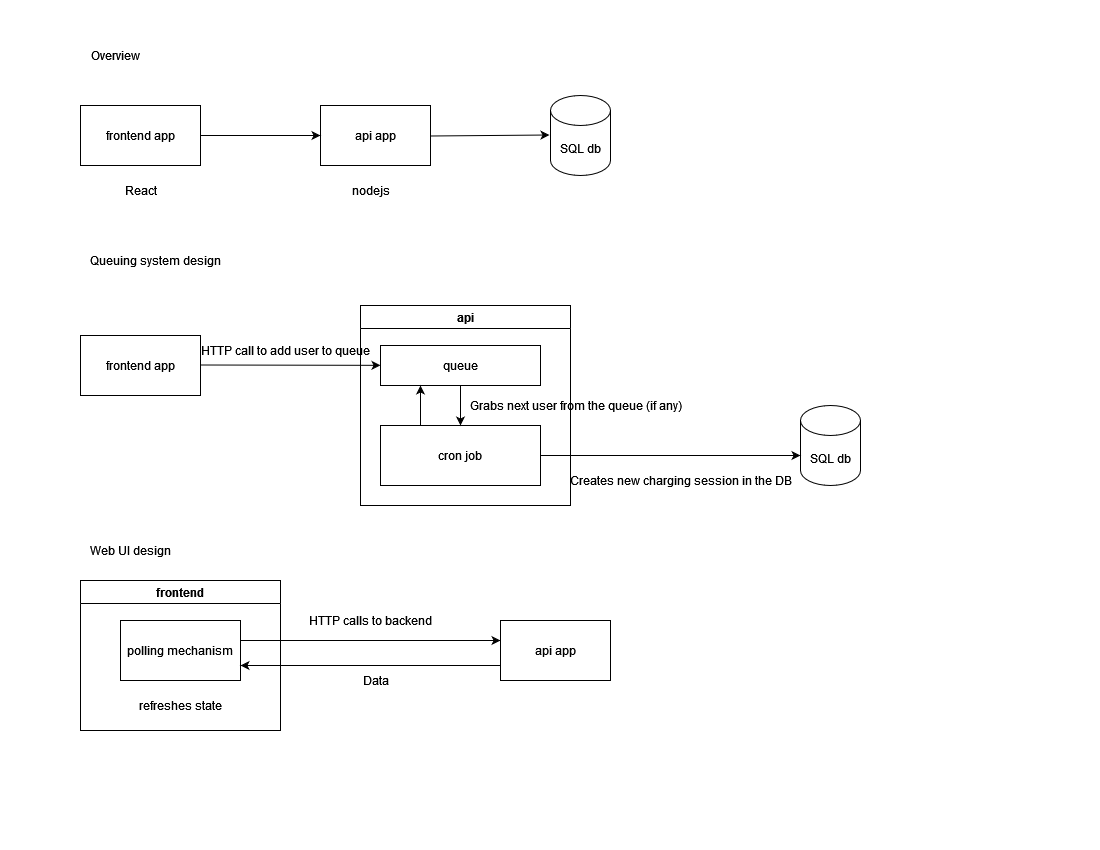 Overview
frontend app
api app
SQL db
React
nodejs
Queuing system design
api
HTTP call to add user to queue
frontend app
queue
Grabs next user from the queue (if any)
cron job
SQL db
Creates new charging session in the DB
Web UI design
frontend
HTTP calls to backend
polling mechanism
api app
Data
refreshes state